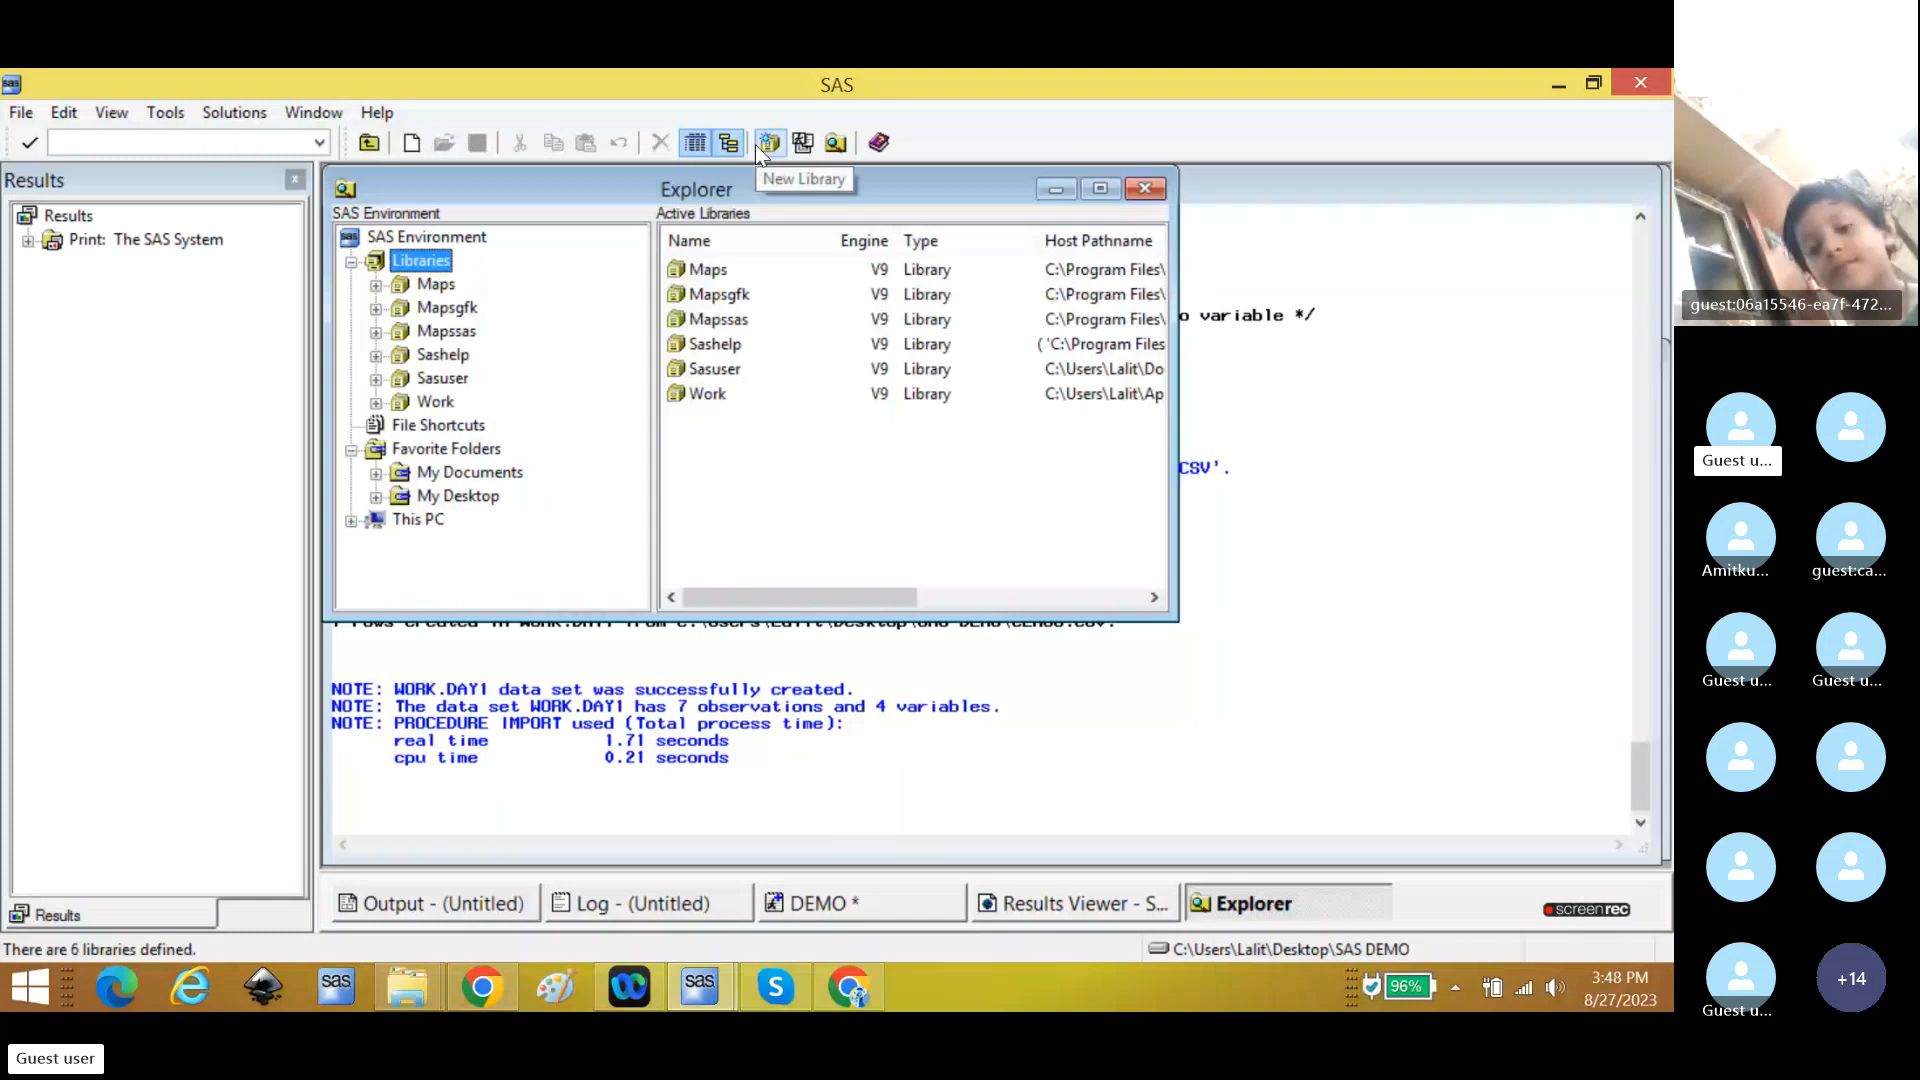 SAS
File Edit View Tools Solutions Window Help
New Library
Results
Results
Print: The SAS System
Results
Explorer
SAS Environment
SAS Environment
Libraries
Maps
Mapsgfk
Mapssas
Sashelp
Sasuser
Work
File Shortcuts
Favorite Folders
My Documents
My Desktop
This PC
Active Libraries
Name Engine Type Host Pathname
Maps V9 Library C:\Program Files\
Mapsgfk V9 Library C:\Program Files\
Mapssas V9 Library C:\Program Files\
Sashelp V9 Library ( 'C:\Program Files
Sasuser V9 Library C:\Users\Lalit\Do
Work V9 Library C:\Users\Lalit\Ap
o variable */
CSV'.
NOTE: WORK.DAY1 data set was successfully created.
NOTE: The data set WORK.DAY1 has 7 observations and 4 variables.
NOTE: PROCEDURE IMPORT used (Total process time):
real time 1.71 seconds
cpu time 0.21 seconds
Output - (Untitled) Log - (Untitled) DEMO * Results Viewer - S... Explorer
screenrec
There are 6 libraries defined. C:\Users\Lalit\Desktop\SAS DEMO
sas sas 96% 3:48 PM
8/27/2023
Guest user
guest:06a15546-ea7f-472...
Guest u...
Amitku... guest:ca...
Guest u... Guest u...
+14
Guest u...